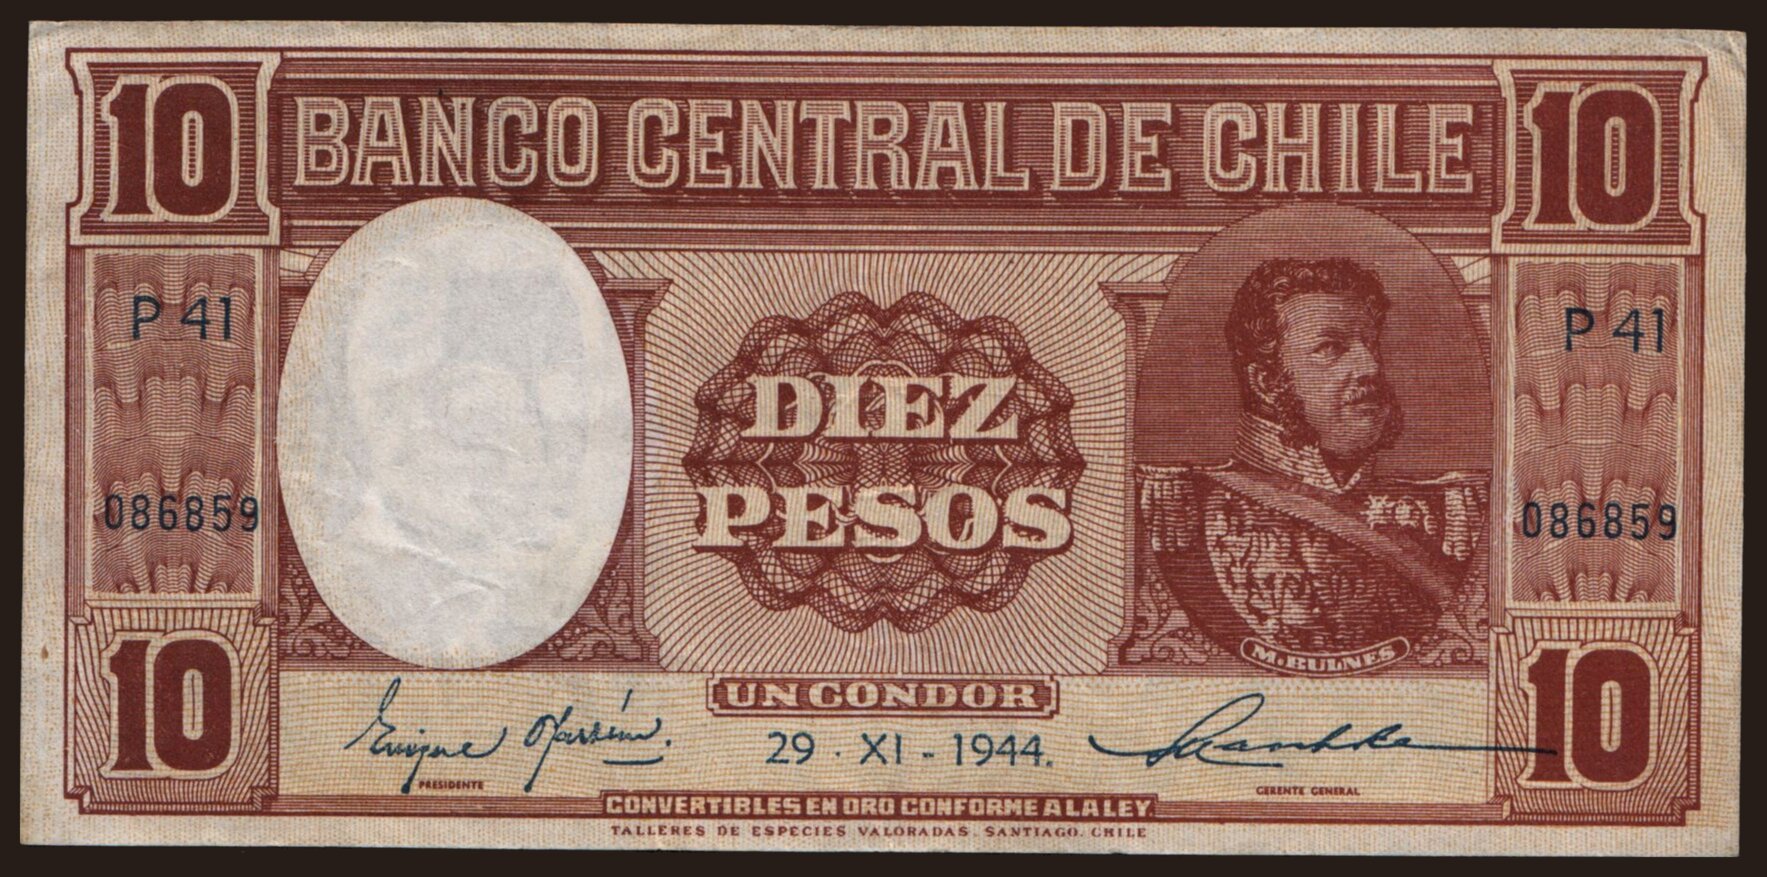 10 BANCO CENTRAL DE CHILE 10
P 41 P 41
DIEZ
PESOS
086859 086859
M. BULNES
10 UN CONDOR 10
Enrique 29 · XI - 1944.
PRESIDENTE GERENTE GENERAL
CONVERTIBLES EN ORO CONFORME A LA LEY.
TALLERES DE ESPECIES VALORADAS. SANTIAGO. CHILE